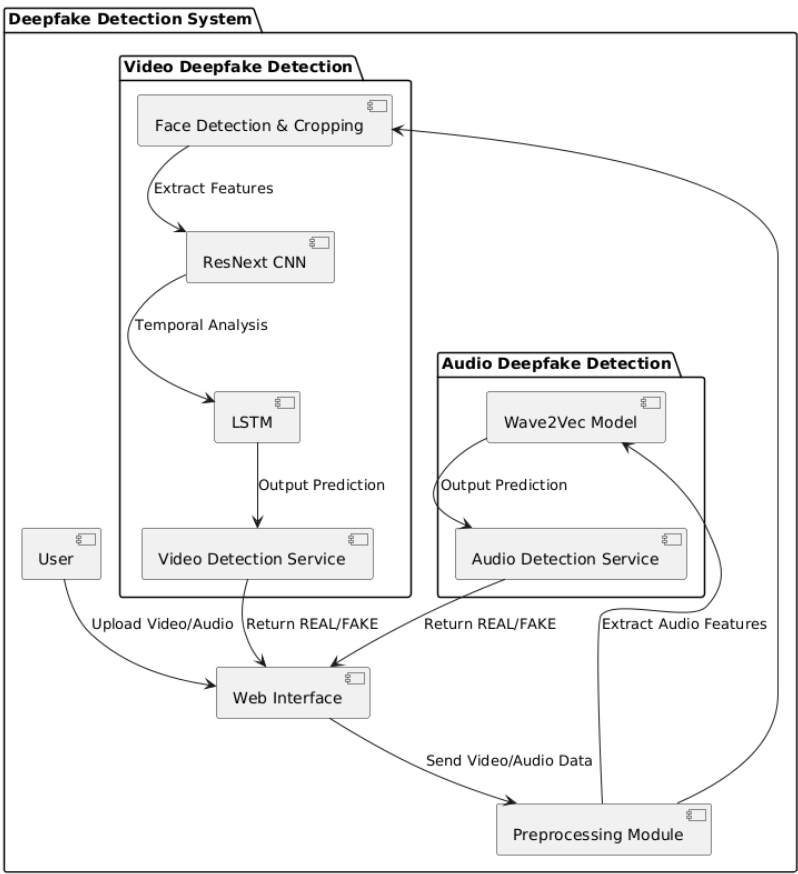 Deepfake Detection System
Video Deepfake Detection
Face Detection & Cropping
Extract Features
ResNext CNN
Temporal Analysis
LSTM
Output Prediction
Video Detection Service
Audio Deepfake Detection
Wave2Vec Model
Output Prediction
Audio Detection Service
User
Upload Video/Audio
Return REAL/FAKE
Return REAL/FAKE
Extract Audio Features
Web Interface
Send Video/Audio Data
Preprocessing Module